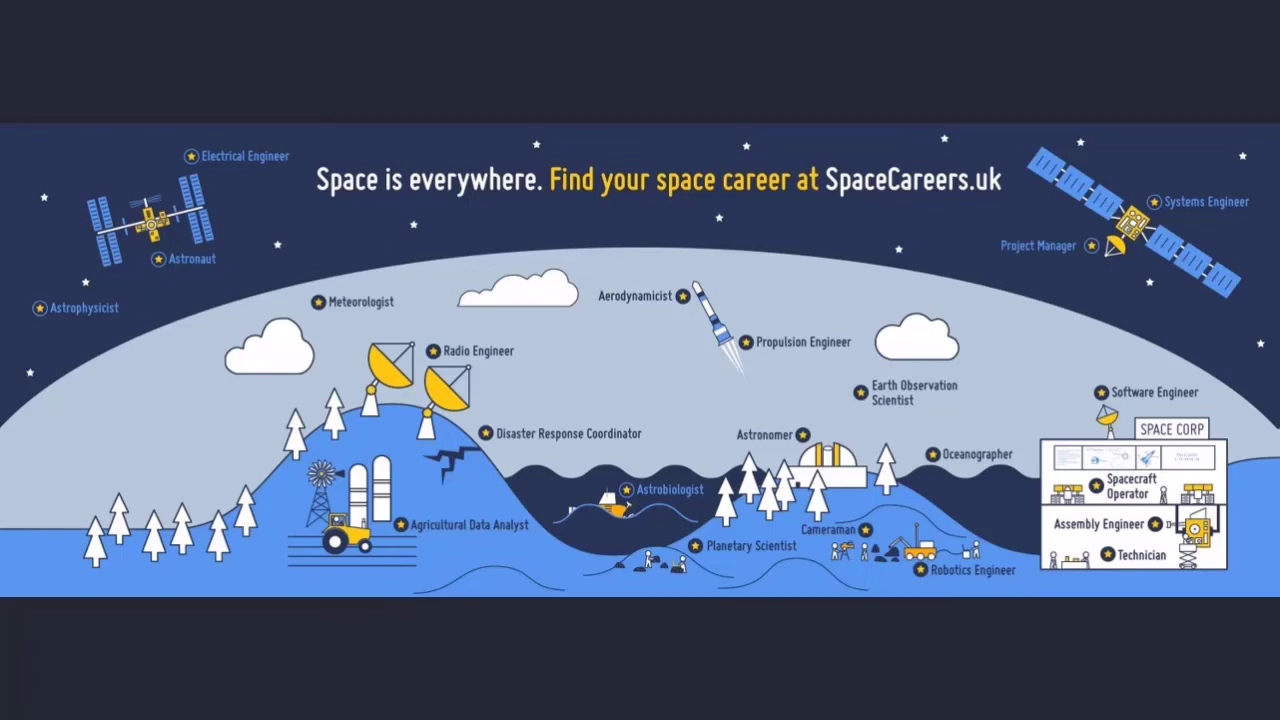 Electrical Engineer
Space is everywhere. Find your space career at SpaceCareers.uk
Systems Engineer
Project Manager
Astronaut
Astrophysicist
Meteorologist
Aerodynamicist
Propulsion Engineer
Radio Engineer
Earth Observation
Scientist
Software Engineer
SPACE CORP
Disaster Response Coordinator
Astronomer
Oceanographer
Spacecraft
Operator
Astrobiologist
Agricultural Data Analyst
Cameraman
Assembly Engineer
Planetary Scientist
Technician
Robotics Engineer